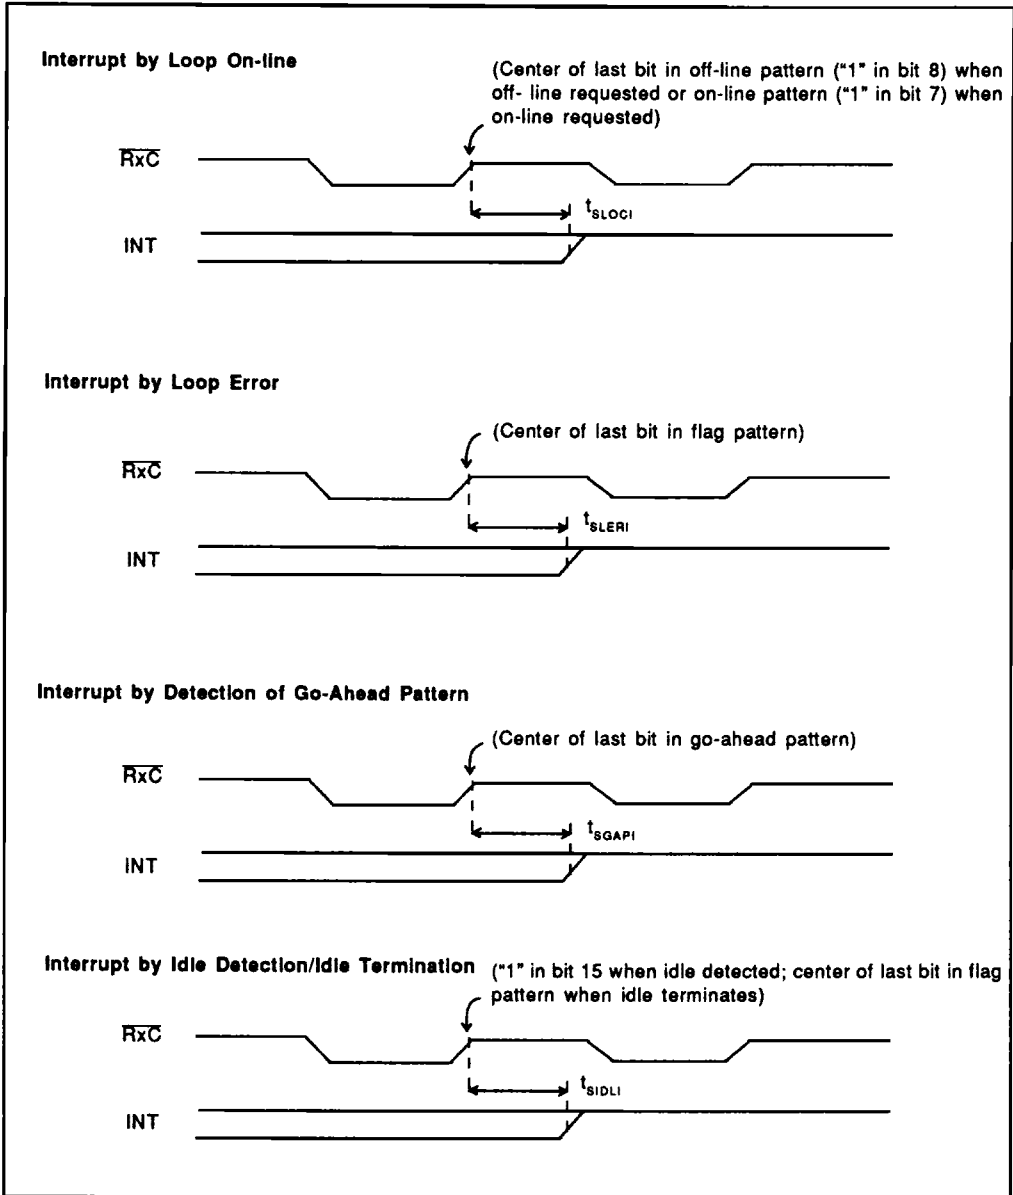 Interrupt by Loop On-line
(Center of last bit in off-line pattern ("1" in bit 8) when
off- line requested or on-line pattern ("1" in bit 7) when
on-line requested)
RxC
tSLOCI
INT
Interrupt by Loop Error
(Center of last bit in flag pattern)
RxC
tSLERI
INT
Interrupt by Detection of Go-Ahead Pattern
(Center of last bit in go-ahead pattern)
RxC
tSGAPI
INT
Interrupt by Idle Detection/Idle Termination
("1" in bit 15 when idle detected; center of last bit in flag
pattern when idle terminates)
RxC
tSIDLI
INT